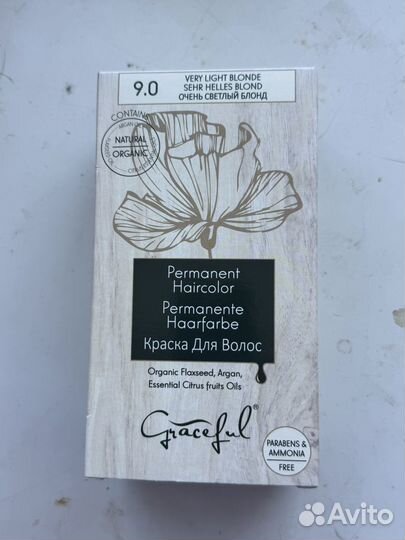 9.0
VERY LIGHT BLONDE
SEHR HELLES BLOND
ОЧЕНЬ СВЕТЛЫЙ БЛОНД
CONTAINS
NATURAL
ORGANIC
Permanent
Haircolor
Permanente
Haarfarbe
Краска Для Волос
Organic Flaxseed, Argan,
Essential Citrus fruits Oils
Graceful®
PARABENS &
AMMONIA
FREE
Avito